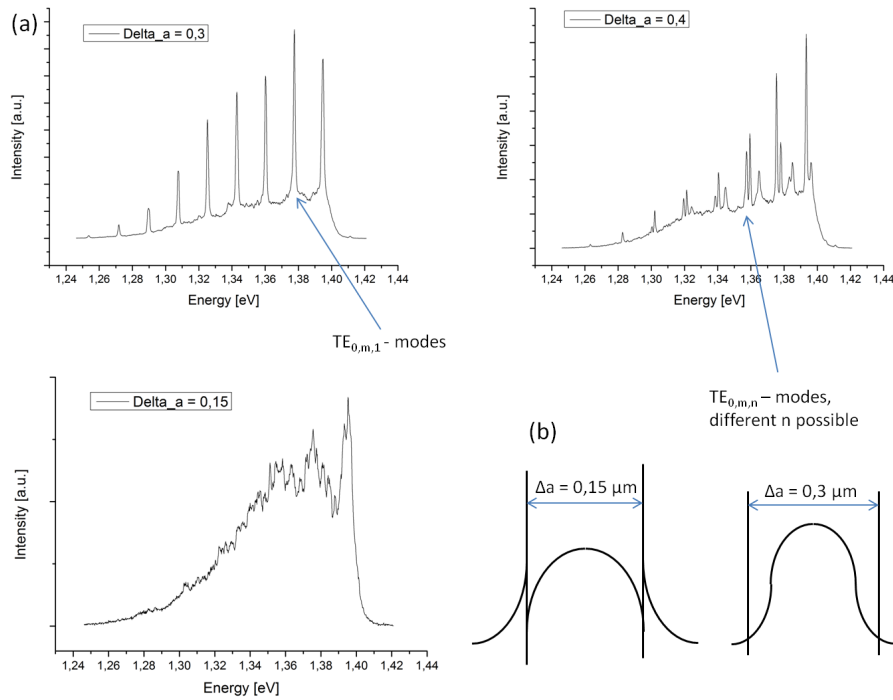 (a)
Delta_a = 0,3
Intensity [a.u.]
1,24 1,26 1,28 1,30 1,32 1,34 1,36 1,38 1,40 1,42 1,44
Energy [eV]
TE0,m,1 - modes
Delta_a = 0,4
Intensity [a.u.]
1,24 1,26 1,28 1,30 1,32 1,34 1,36 1,38 1,40 1,42 1,44
Energy [eV]
TE0,m,n – modes,
different n possible
Delta_a = 0,15
Intensity [a.u.]
1,24 1,26 1,28 1,30 1,32 1,34 1,36 1,38 1,40 1,42 1,44
Energy [eV]
(b)
Δa = 0,15 µm
Δa = 0,3 µm